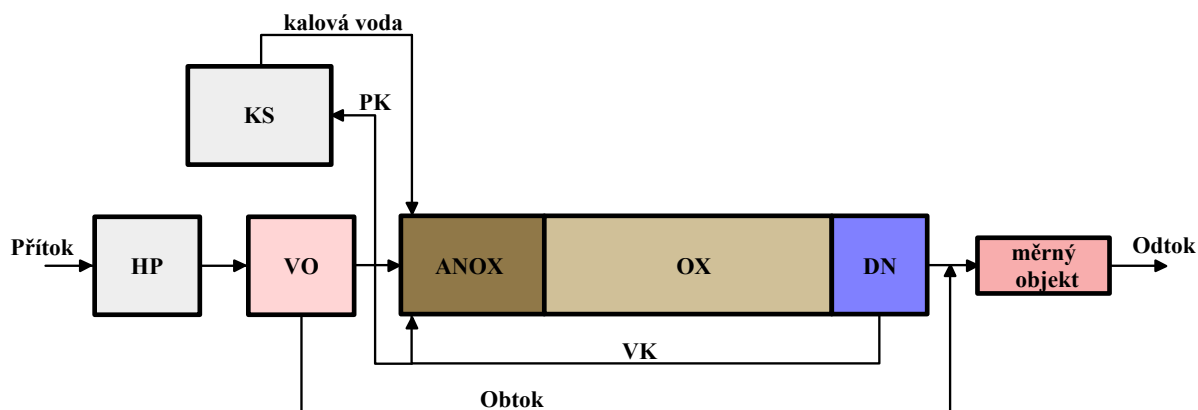 kalová voda
KS
PK
Přítok
HP
VO
ANOX
OX
DN
měrný
objekt
Odtok
VK
Obtok